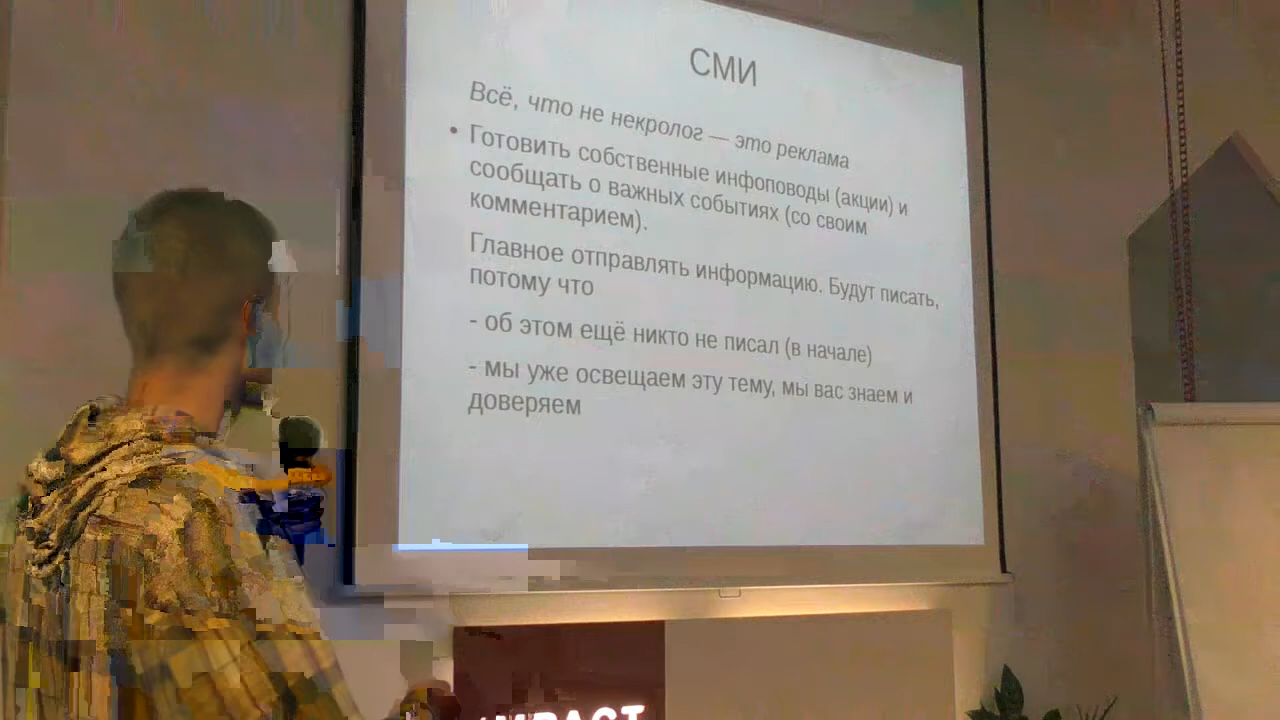 СМИ
Всё, что не некролог — это реклама
• Готовить собственные инфоповоды (акции) и
сообщать о важных событиях (со своим
комментарием).
Главное отправлять информацию. Будут писать,
потому что
- об этом ещё никто не писал (в начале)
- мы уже освещаем эту тему, мы вас знаем и
доверяем
IMPACT